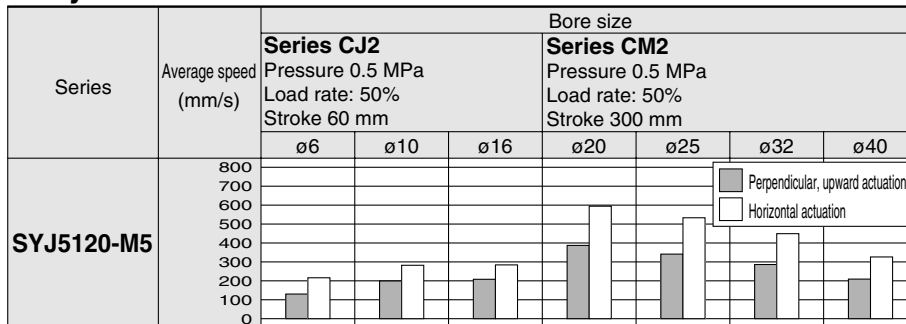 Bore size
Series
Average speed
(mm/s)
Series CJ2
Pressure 0.5 MPa
Load rate: 50%
Stroke 60 mm
Series CM2
Pressure 0.5 MPa
Load rate: 50%
Stroke 300 mm
ø6 ø10 ø16 ø20 ø25 ø32 ø40
SYJ5120-M5
800
700
600
500
400
300
200
100
0
Perpendicular, upward actuation
Horizontal actuation